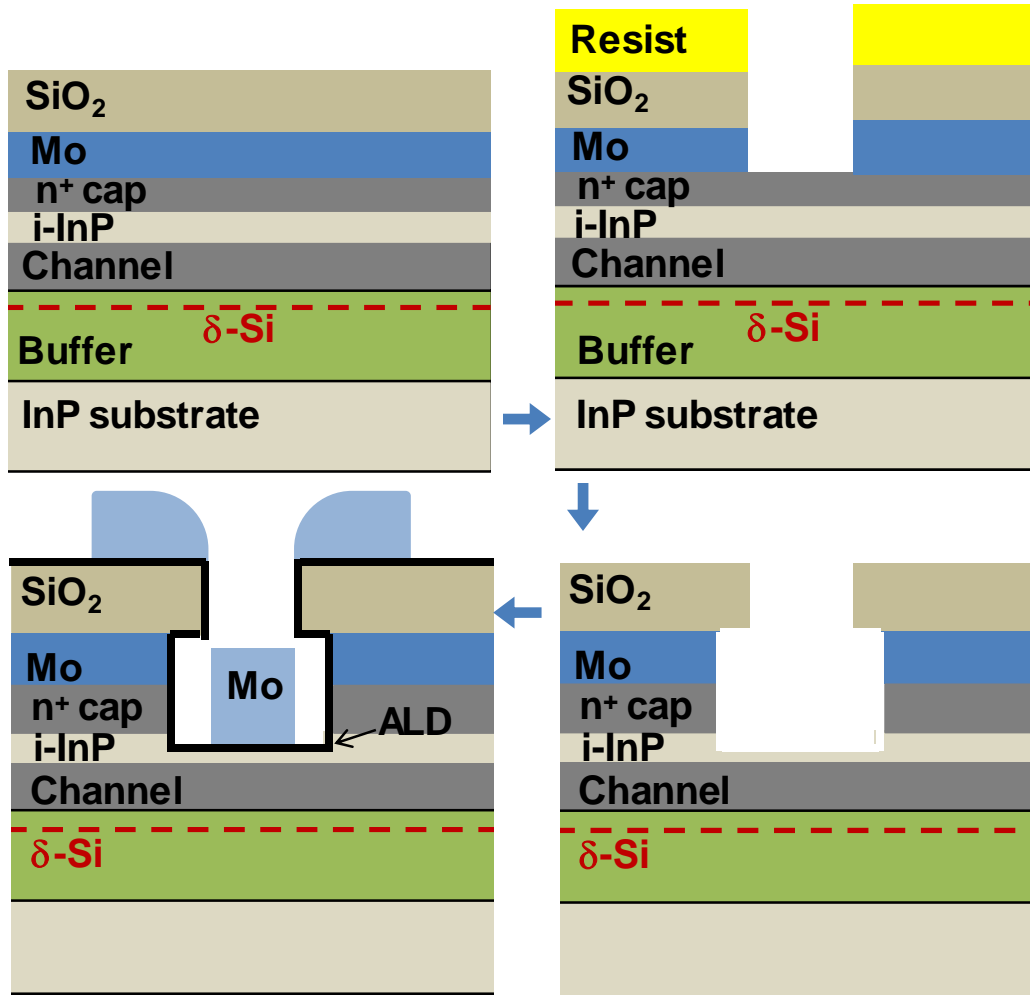 SiO₂
Mo
n⁺ cap
i-InP
Channel
δ-Si
Buffer
InP substrate
Resist
SiO₂
Mo
n⁺ cap
i-InP
Channel
δ-Si
Buffer
InP substrate
SiO₂
Mo
Mo
n⁺ cap
ALD
i-InP
Channel
δ-Si
SiO₂
Mo
n⁺ cap
i-InP
Channel
δ-Si